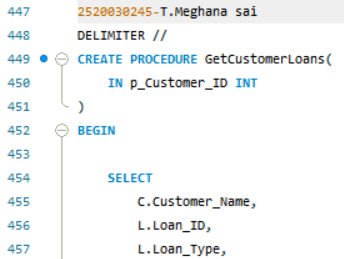 447 2520030245-T.Meghana sai
448 DELIMITER //
449 CREATE PROCEDURE GetCustomerLoans(
450 IN p_Customer_ID INT
451 )
452 BEGIN
453
454 SELECT
455 C.Customer_Name,
456 L.Loan_ID,
457 L.Loan_Type,